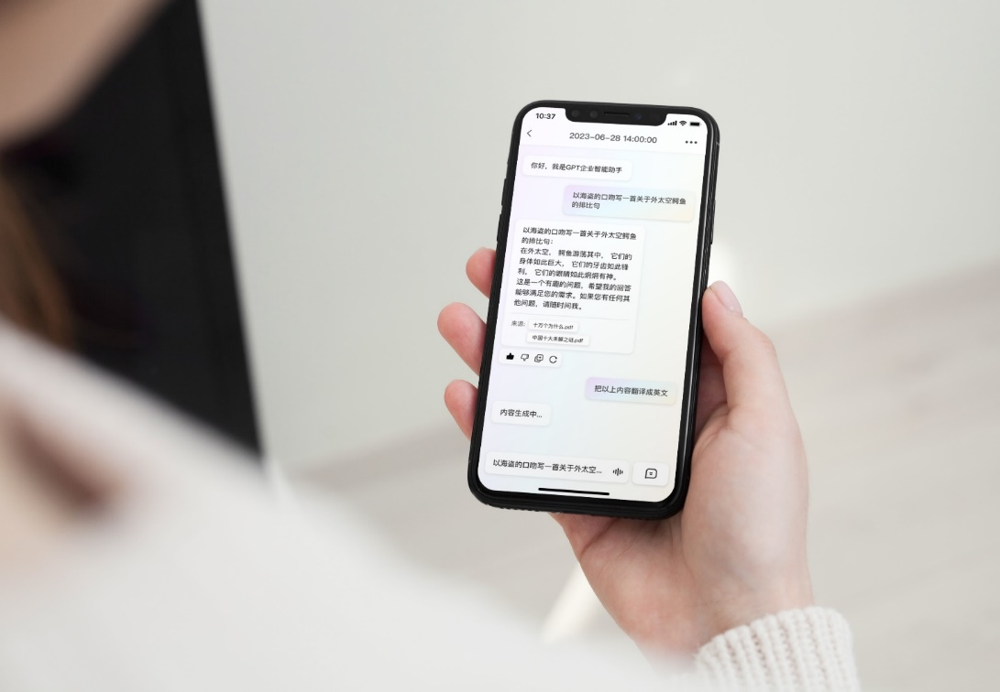 10:37
2023-06-28 14:00:00
你好，我是GPT企业智能助手
以海盗的口吻写一首关于外太空鳄鱼
的排比句
以海盗的口吻写一首关于外太空鳄鱼
的排比句：
在外太空， 鳄鱼游荡其中， 它们的
身体如此巨大， 它们的牙齿如此锋
利， 它们的眼睛如此炯炯有神。
这是一个有趣的问题，希望我的回答
能够满足您的需求。如果您有任何其
他问题，请随时问我。
来源: 十万个为什么.pdf
中国十大未解之谜.pdf
把以上内容翻译成英文
内容生成中...
以海盗的口吻写一首关于外太空...